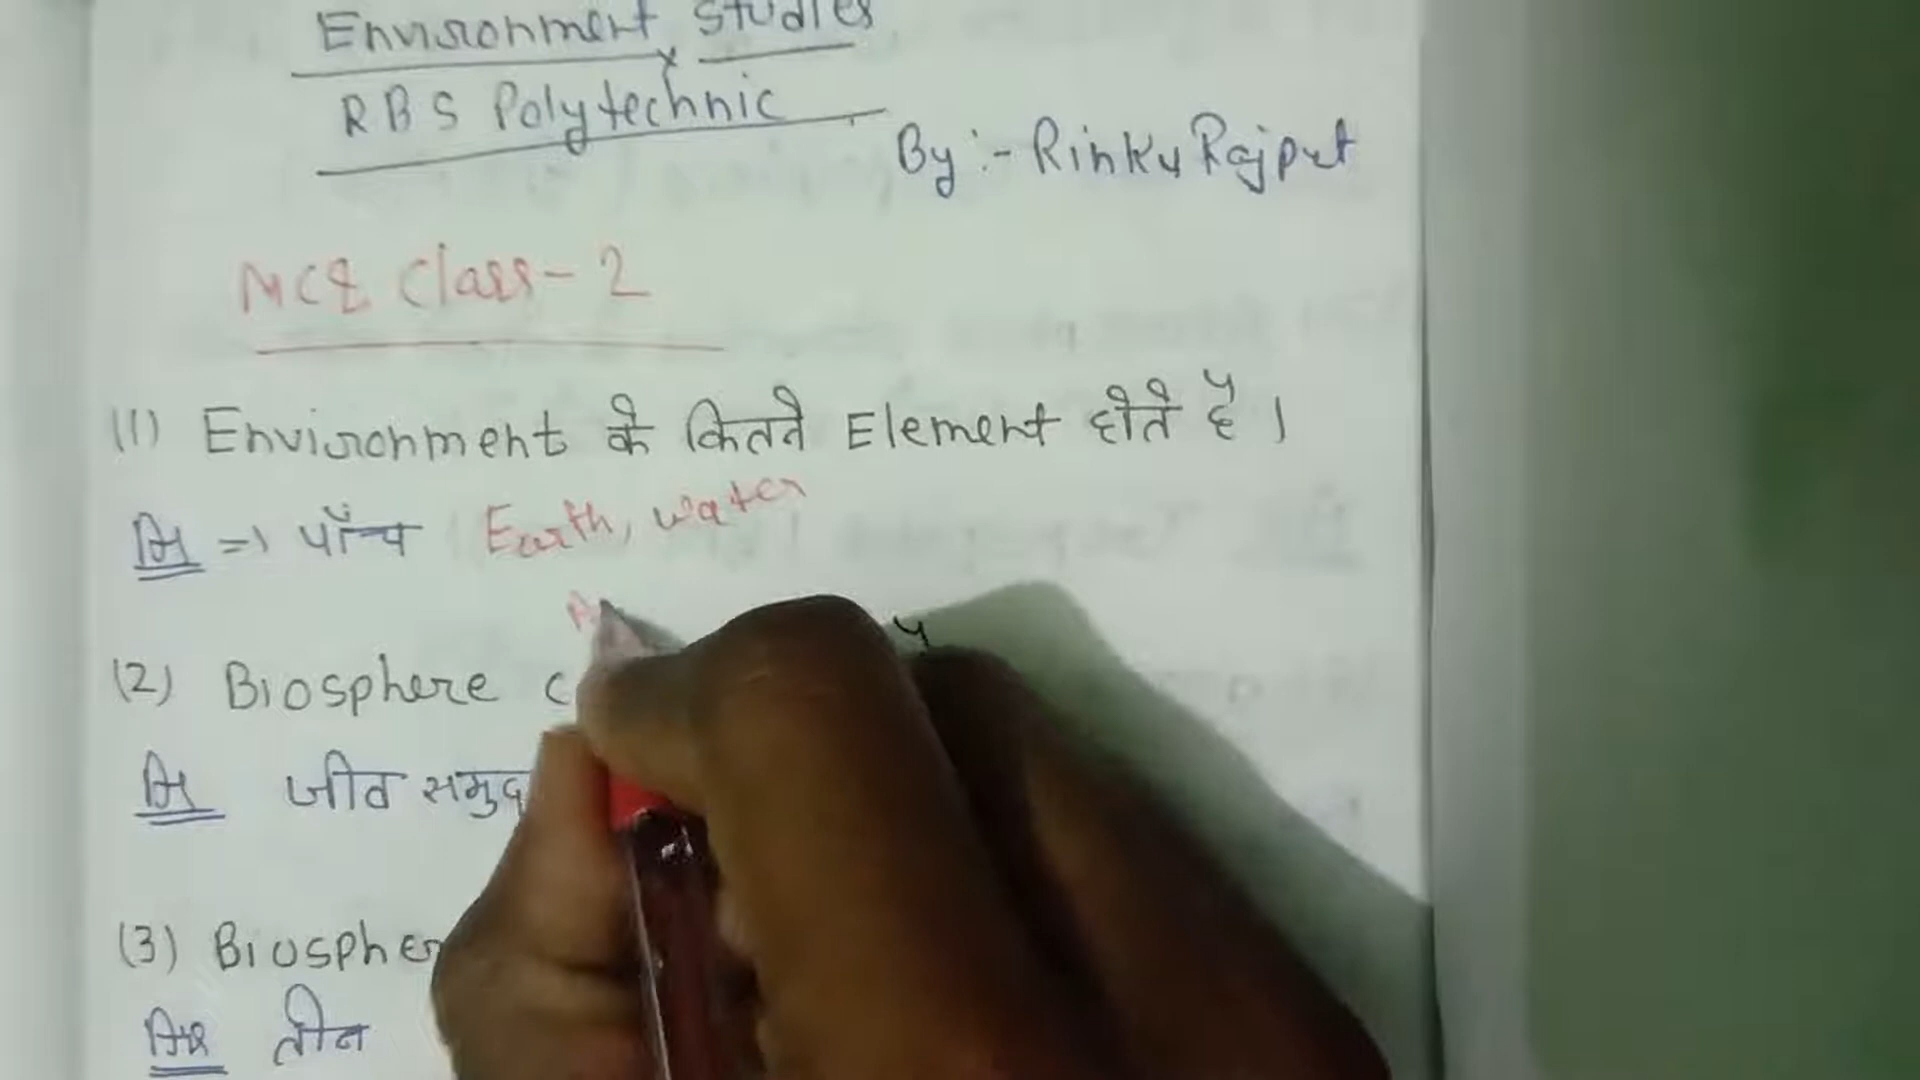 Environment Studies
RBS Polytechnic
By :- Rinku Rajput
MCQ Class - 2
(1) Environment के कितने Element होते है ।
Ans => पाँच Earth, water
(2) Biosphere
Ans जीव
(3)
Ans तीन